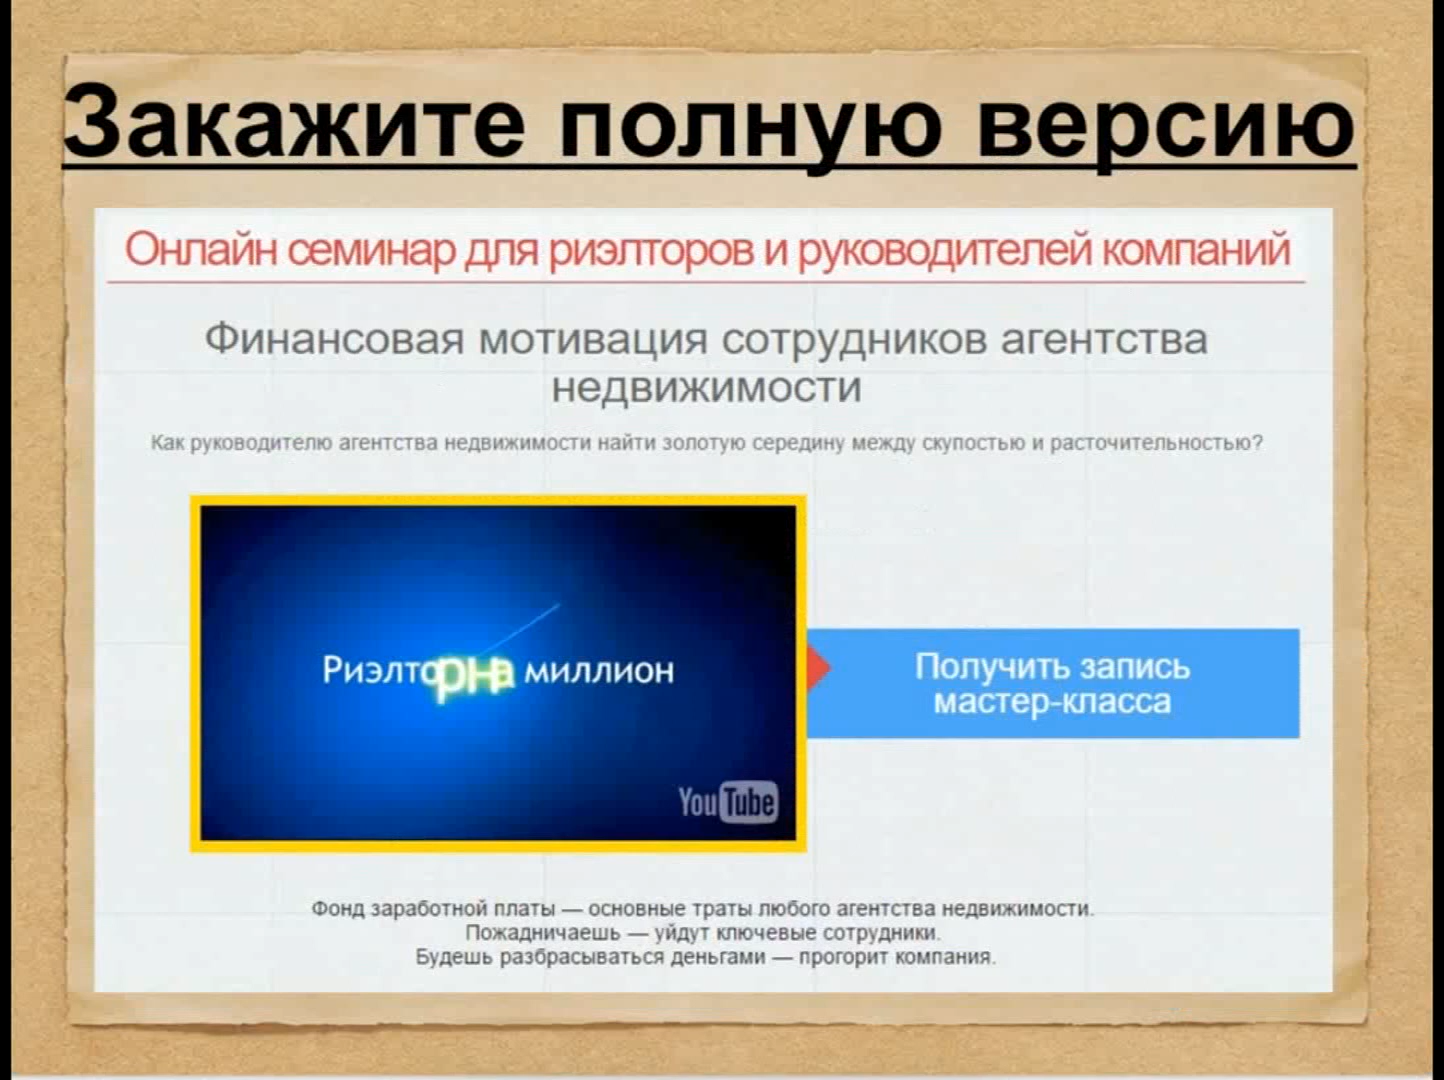 Закажите полную версию
Онлайн семинар для риэлторов и руководителей компаний
Финансовая мотивация сотрудников агентства
недвижимости
Как руководителю агентства недвижимости найти золотую середину между скупостью и расточительностью?
Риэлтор на миллион
YouTube
Получить запись
мастер-класса
Фонд заработной платы — основные траты любого агентства недвижимости.
Пожадничаешь — уйдут ключевые сотрудники.
Будешь разбрасываться деньгами — прогорит компания.